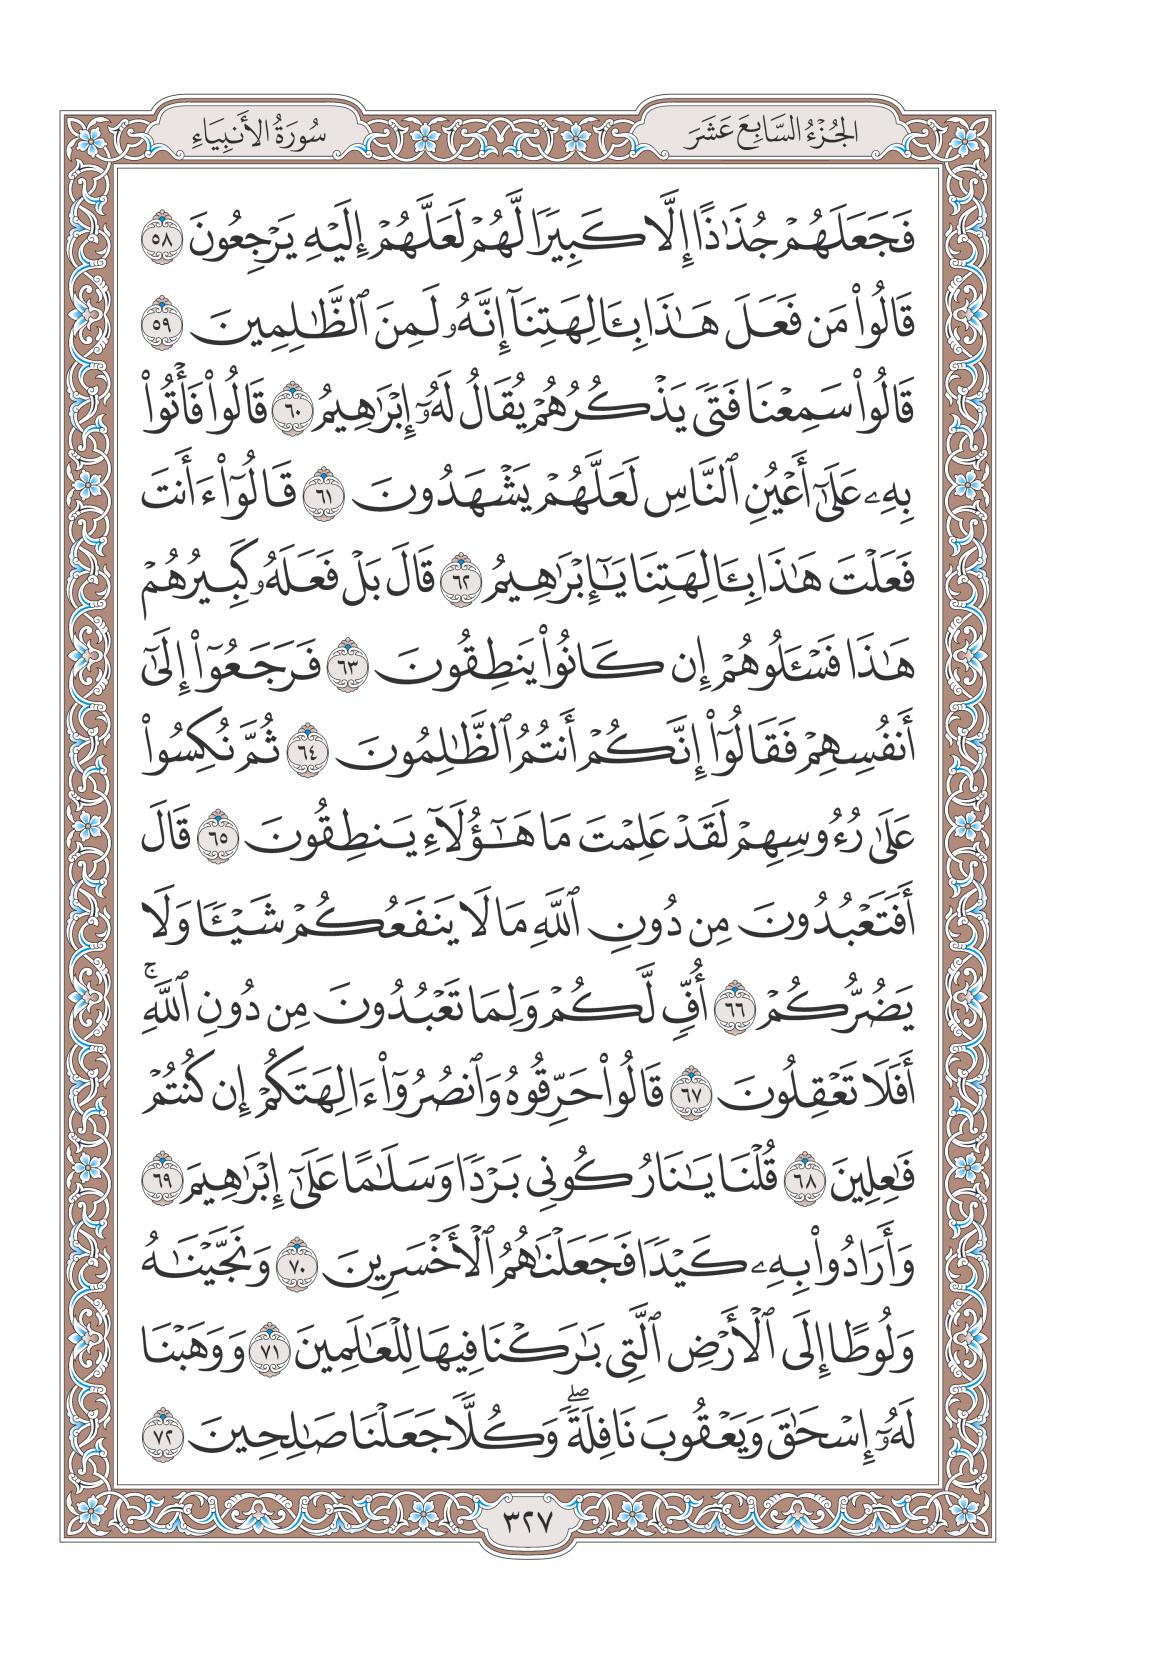 الجُزْءُ السَّابِعَ عَشَرَ
سُورَةُ الأَنبِيَاءِ
فَجَعَلَهُمْ جُذَٰذًا إِلَّا كَبِيرًا لَّهُمْ لَعَلَّهُمْ إِلَيْهِ يَرْجِعُونَ ٥٨
قَالُوا۟ مَن فَعَلَ هَٰذَا بِـَٔالِهَتِنَآ إِنَّهُۥ لَمِنَ ٱلظَّٰلِمِينَ ٥٩
قَالُوا۟ سَمِعْنَا فَتًى يَذْكُرُهُمْ يُقَالُ لَهُۥٓ إِبْرَٰهِيمُ ٦٠ قَالُوا۟ فَأْتُوا۟
بِهِۦ عَلَىٰٓ أَعْيُنِ ٱلنَّاسِ لَعَلَّهُمْ يَشْهَدُونَ ٦١ قَالُوٓا۟ ءَأَنتَ
فَعَلْتَ هَٰذَا بِـَٔالِهَتِنَا يَٰٓإِبْرَٰهِيمُ ٦٢ قَالَ بَلْ فَعَلَهُۥ كَبِيرُهُمْ
هَٰذَا فَسْـَٔلُوهُمْ إِن كَانُوا۟ يَنطِقُونَ ٦٣ فَرَجَعُوٓا۟ إِلَىٰٓ
أَنفُسِهِمْ فَقَالُوٓا۟ إِنَّكُمْ أَنتُمُ ٱلظَّٰلِمُونَ ٦٤ ثُمَّ نُكِسُوا۟
عَلَىٰ رُءُوسِهِمْ لَقَدْ عَلِمْتَ مَا هَٰٓؤُلَآءِ يَنطِقُونَ ٦٥ قَالَ
أَفَتَعْبُدُونَ مِن دُونِ ٱللَّهِ مَا لَا يَنفَعُكُمْ شَيْـًٔا وَلَا
يَضُرُّكُمْ ٦٦ أُفٍّ لَّكُمْ وَلِمَا تَعْبُدُونَ مِن دُونِ ٱللَّهِۚ
أَفَلَا تَعْقِلُونَ ٦٧ قَالُوا۟ حَرِّقُوهُ وَٱنصُرُوٓا۟ ءَالِهَتَكُمْ إِن كُنتُمْ
فَٰعِلِينَ ٦٨ قُلْنَا يَٰنَارُ كُونِى بَرْدًا وَسَلَٰمًا عَلَىٰٓ إِبْرَٰهِيمَ ٦٩
وَأَرَادُوا۟ بِهِۦ كَيْدًا فَجَعَلْنَٰهُمُ ٱلْأَخْسَرِينَ ٧٠ وَنَجَّيْنَٰهُ
وَلُوطًا إِلَى ٱلْأَرْضِ ٱلَّتِى بَٰرَكْنَا فِيهَا لِلْعَٰلَمِينَ ٧١ وَوَهَبْنَا
لَهُۥٓ إِسْحَٰقَ وَيَعْقُوبَ نَافِلَةًۖ وَكُلًّا جَعَلْنَا صَٰلِحِينَ ٧٢
٣٢٧